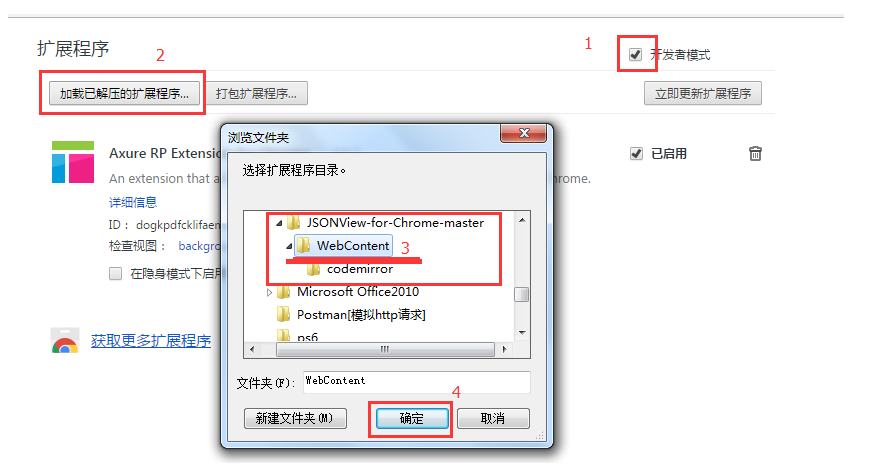 扩展程序
2
1
开发者模式
加载已解压的扩展程序...
打包扩展程序...
立即更新扩展程序
浏览文件夹
选择扩展程序目录。
Axure RP Extensio
已启用
An extension that a
rome.
详细信息
ID： dogkpdfcklifaem
检查视图： backgro
在隐身模式下启用
JSONView-for-Chrome-master
WebContent
3
codemirror
Microsoft Office2010
Postman[模拟http请求]
ps6
获取更多扩展程序
文件夹(F):
WebContent
4
新建文件夹(M)
确定
取消